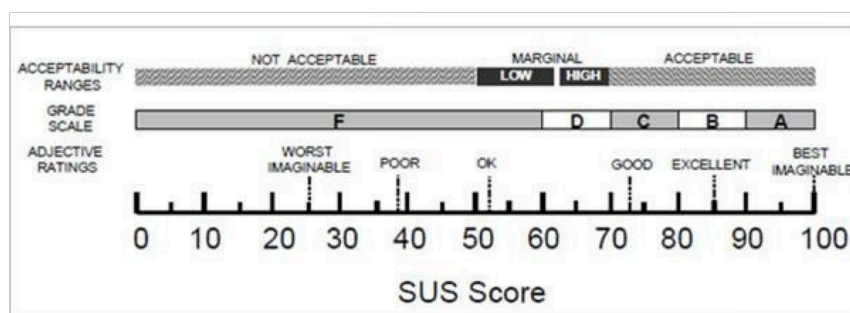 NOT ACCEPTABLE MARGINAL ACCEPTABLE
ACCEPTABILITY RANGES
LOW HIGH
GRADE SCALE
F D C B A
ADJECTIVE RATINGS
WORST IMAGINABLE
POOR
OK
GOOD
EXCELLENT
BEST IMAGINABLE
0 10 20 30 40 50 60 70 80 90 100
SUS Score